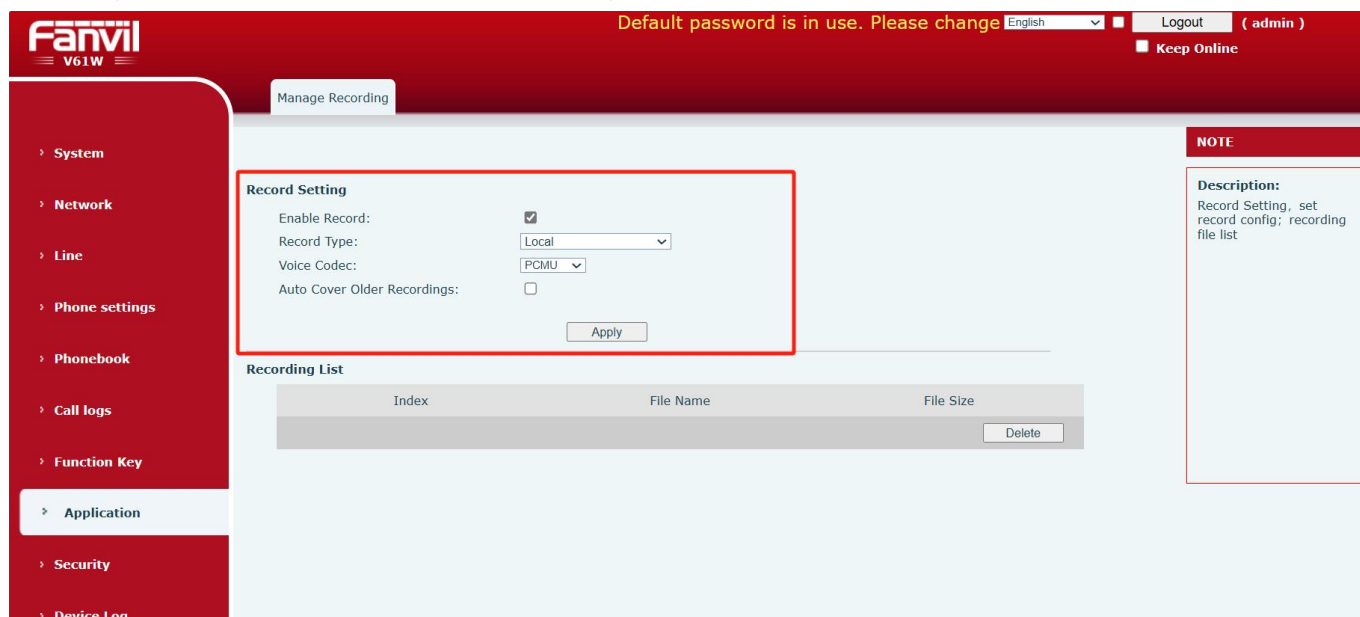 Fanvil
V61W
Default password is in use. Please change
English
Logout
( admin )
Keep Online
Manage Recording
System
Network
Line
Phone settings
Phonebook
Call logs
Function Key
Application
Security
Device Log
Record Setting
Enable Record:
Record Type:
Local
Voice Codec:
PCMU
Auto Cover Older Recordings:
Apply
Recording List
Index
File Name
File Size
Delete
NOTE
Description:
Record Setting, set
record config; recording
file list